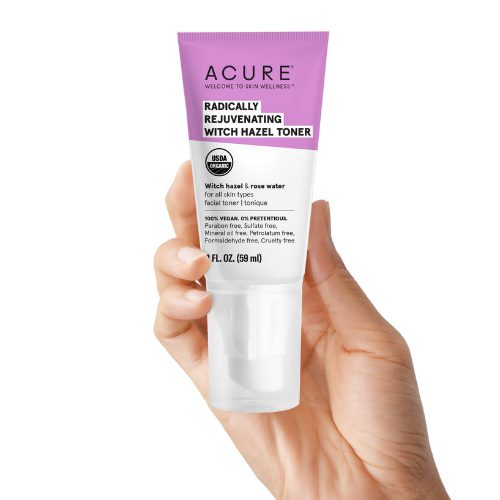 ACURE®
WELCOME TO SKIN WELLNESS™
RADICALLY
REJUVENATING
WITCH HAZEL TONER
USDA
ORGANIC
Witch hazel & rose water
for all skin types
facial toner | tonique
100% VEGAN. 0% PRETENTIOUS.
Paraben free, Sulfate free,
Mineral oil free, Petrolatum free,
Formaldehyde free, Cruelty free
FL. OZ. (59 ml)